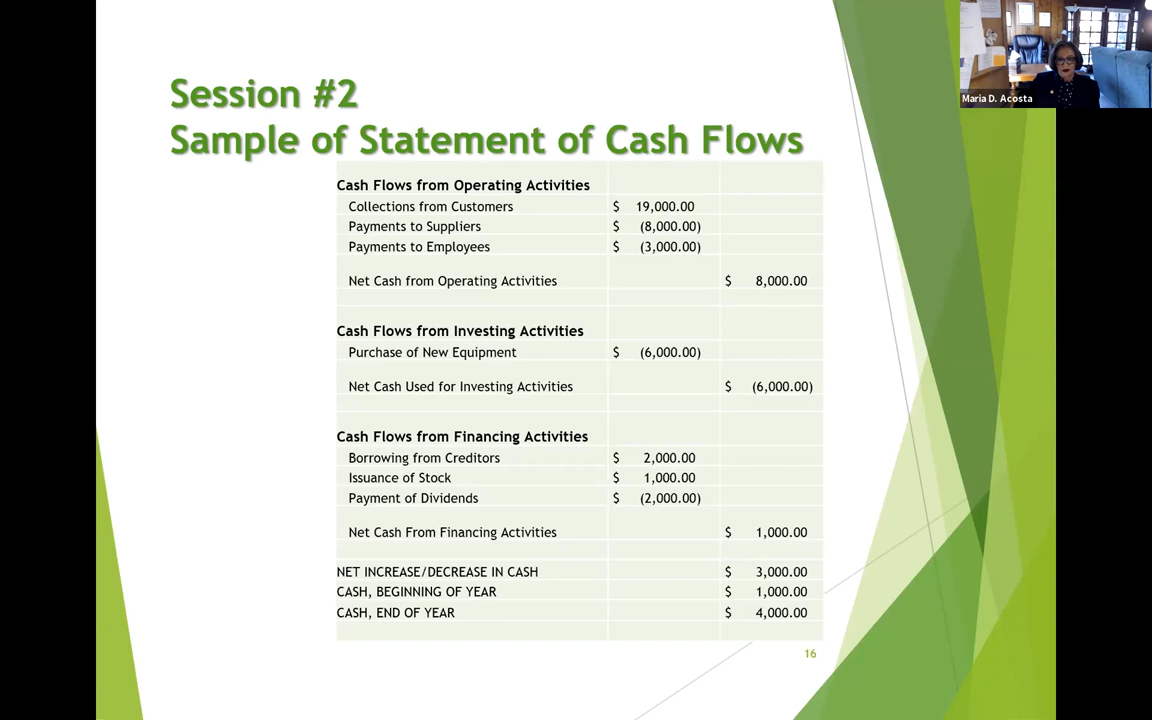 Session #2
Sample of Statement of Cash Flows
Maria D. Acosta
Cash Flows from Operating Activities
Collections from Customers $ 19,000.00
Payments to Suppliers $ (8,000.00)
Payments to Employees $ (3,000.00)
Net Cash from Operating Activities $ 8,000.00
Cash Flows from Investing Activities
Purchase of New Equipment $ (6,000.00)
Net Cash Used for Investing Activities $ (6,000.00)
Cash Flows from Financing Activities
Borrowing from Creditors $ 2,000.00
Issuance of Stock $ 1,000.00
Payment of Dividends $ (2,000.00)
Net Cash From Financing Activities $ 1,000.00
NET INCREASE/DECREASE IN CASH $ 3,000.00
CASH, BEGINNING OF YEAR $ 1,000.00
CASH, END OF YEAR $ 4,000.00
16